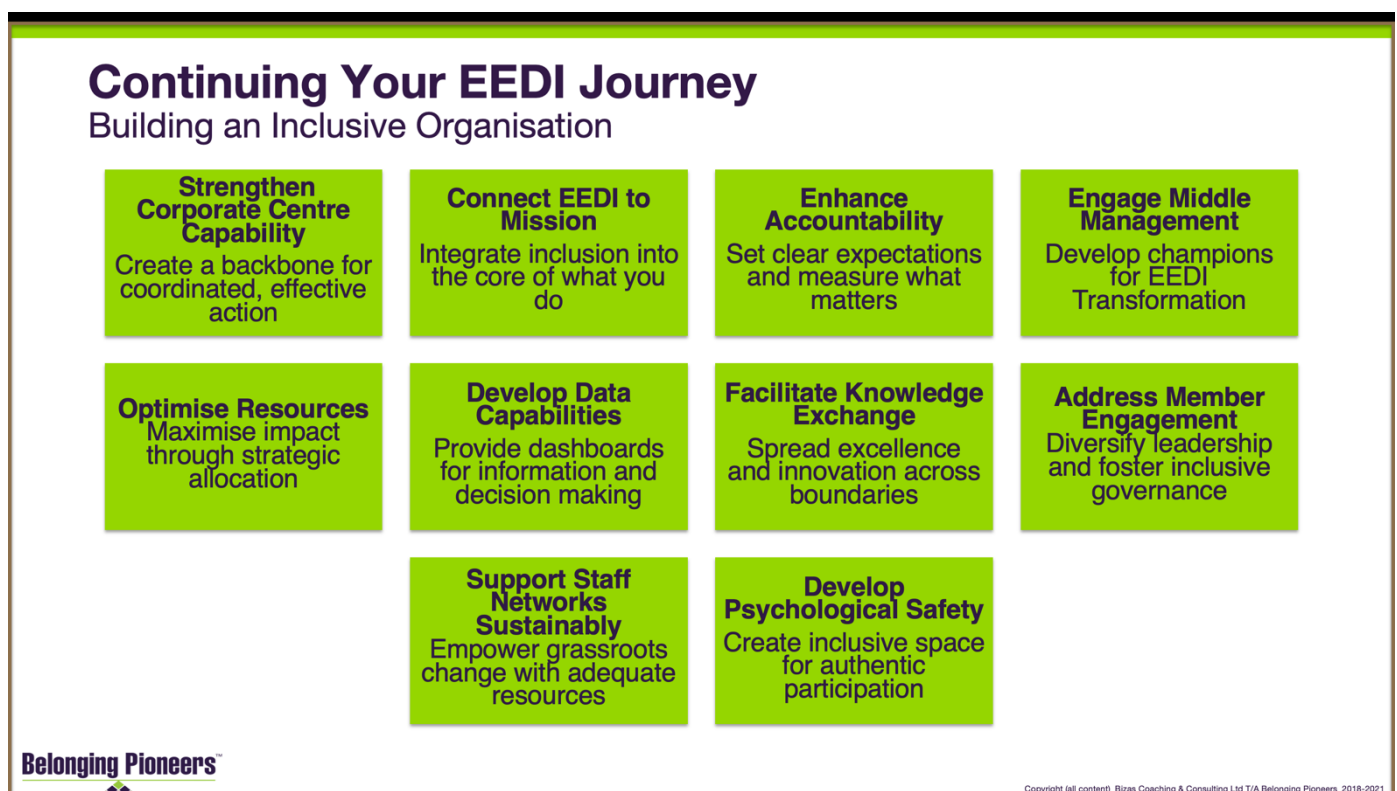 Continuing Your EEDI Journey
Building an Inclusive Organisation
Strengthen
Corporate Centre
Capability
Create a backbone for
coordinated, effective
action
Connect EEDI to
Mission
Integrate inclusion into
the core of what you
do
Enhance
Accountability
Set clear expectations
and measure what
matters
Engage Middle
Management
Develop champions
for EEDI
Transformation
Optimise Resources
Maximise impact
through strategic
allocation
Develop Data
Capabilities
Provide dashboards
for information and
decision making
Facilitate Knowledge
Exchange
Spread excellence
and innovation across
boundaries
Address Member
Engagement
Diversify leadership
and foster inclusive
governance
Support Staff
Networks
Sustainably
Empower grassroots
change with adequate
resources
Develop
Psychological Safety
Create inclusive space
for authentic
participation
Belonging Pioneers™
Copyright (all content) Bizas Coaching & Consulting Ltd T/A Belonging Pioneers 2018-2021